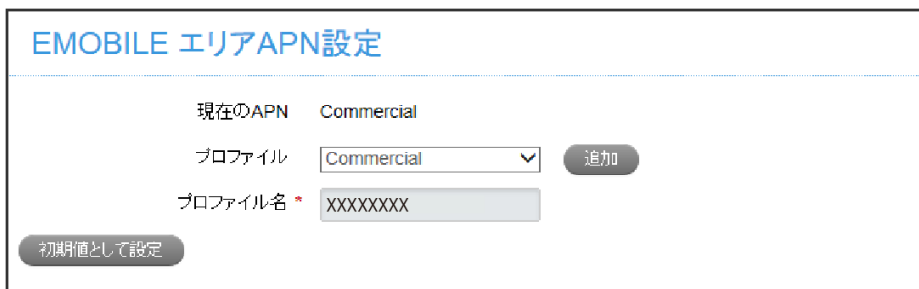 EMOBILE エリアAPN設定
現在のAPN Commercial
プロファイル Commercial 追加
プロファイル名 * XXXXXXXX
初期値として設定